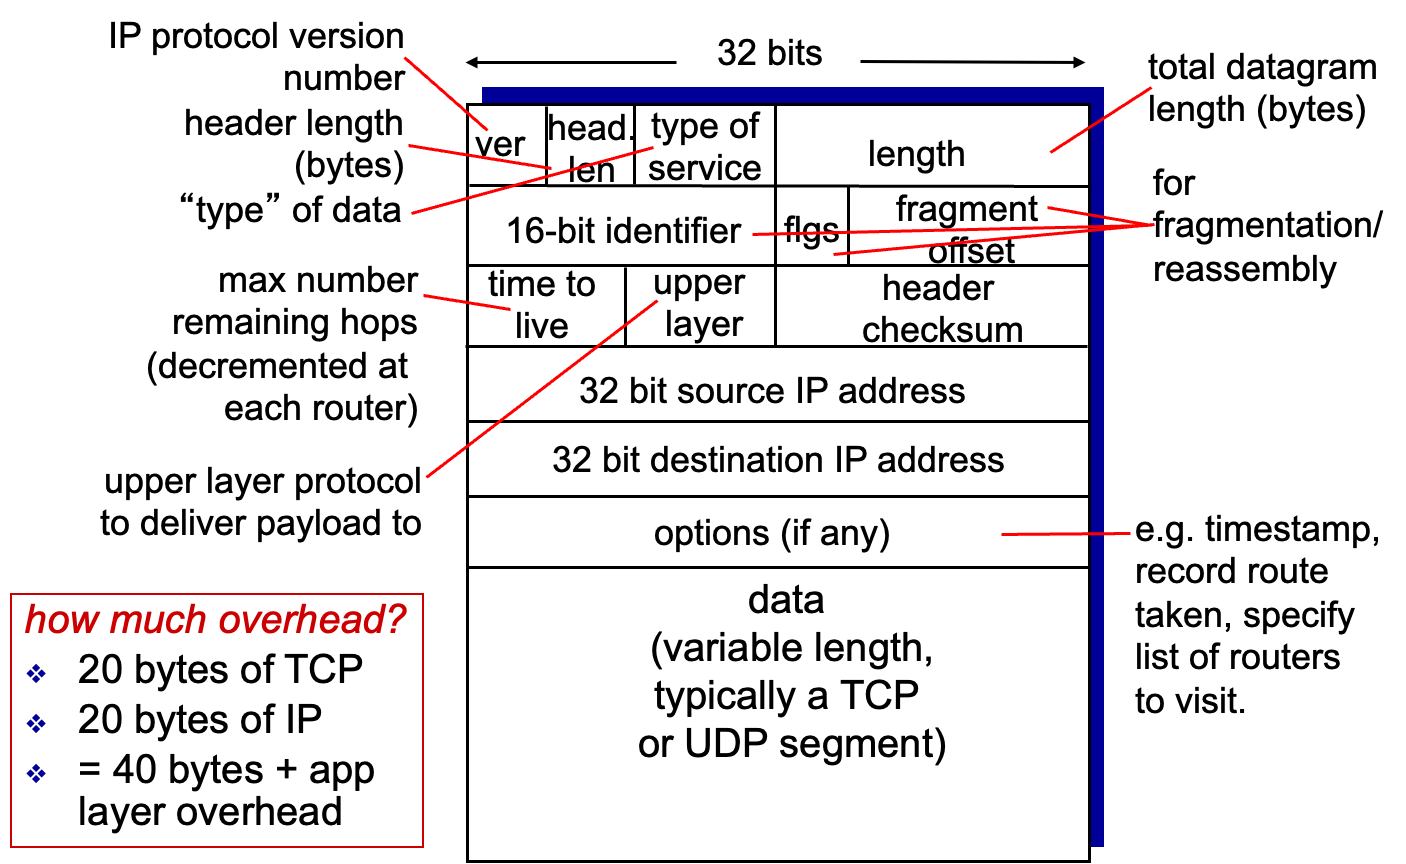 IP protocol version
number
header length
(bytes)
“type” of data
max number
remaining hops
(decremented at
each router)
upper layer protocol
to deliver payload to
how much overhead?
❖ 20 bytes of TCP
❖ 20 bytes of IP
❖ = 40 bytes + app
layer overhead
32 bits
ver
head.
len
type of
service
length
16-bit identifier
flgs
fragment
offset
time to
live
upper
layer
header
checksum
32 bit source IP address
32 bit destination IP address
options (if any)
data
(variable length,
typically a TCP
or UDP segment)
total datagram
length (bytes)
for
fragmentation/
reassembly
e.g. timestamp,
record route
taken, specify
list of routers
to visit.